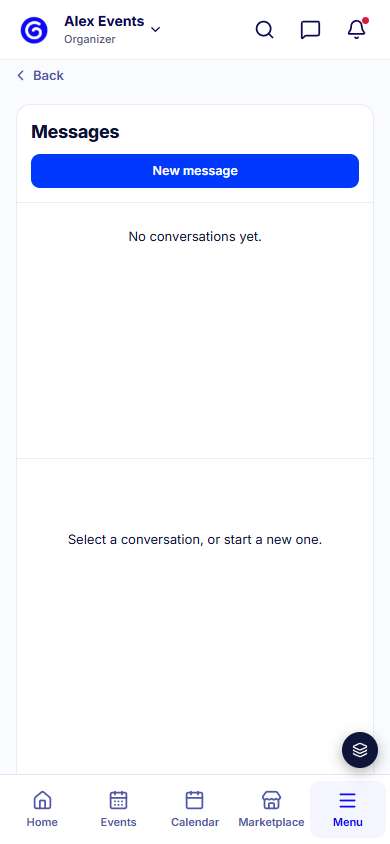 Alex Events
Organizer
Back
Messages
New message
No conversations yet.
Select a conversation, or start a new one.
Home
Events
Calendar
Marketplace
Menu